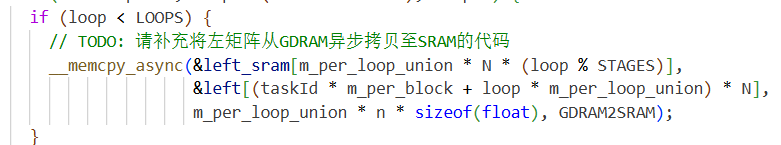 if (loop < LOOPS) {
// TODO: 请补充将左矩阵从GDRAM异步拷贝至SRAM的代码
__memcpy_async(&left_sram[m_per_loop_union * N * (loop % STAGES)],
&left[(taskId * m_per_block + loop * m_per_loop_union) * N],
m_per_loop_union * n * sizeof(float), GDRAM2SRAM);
}